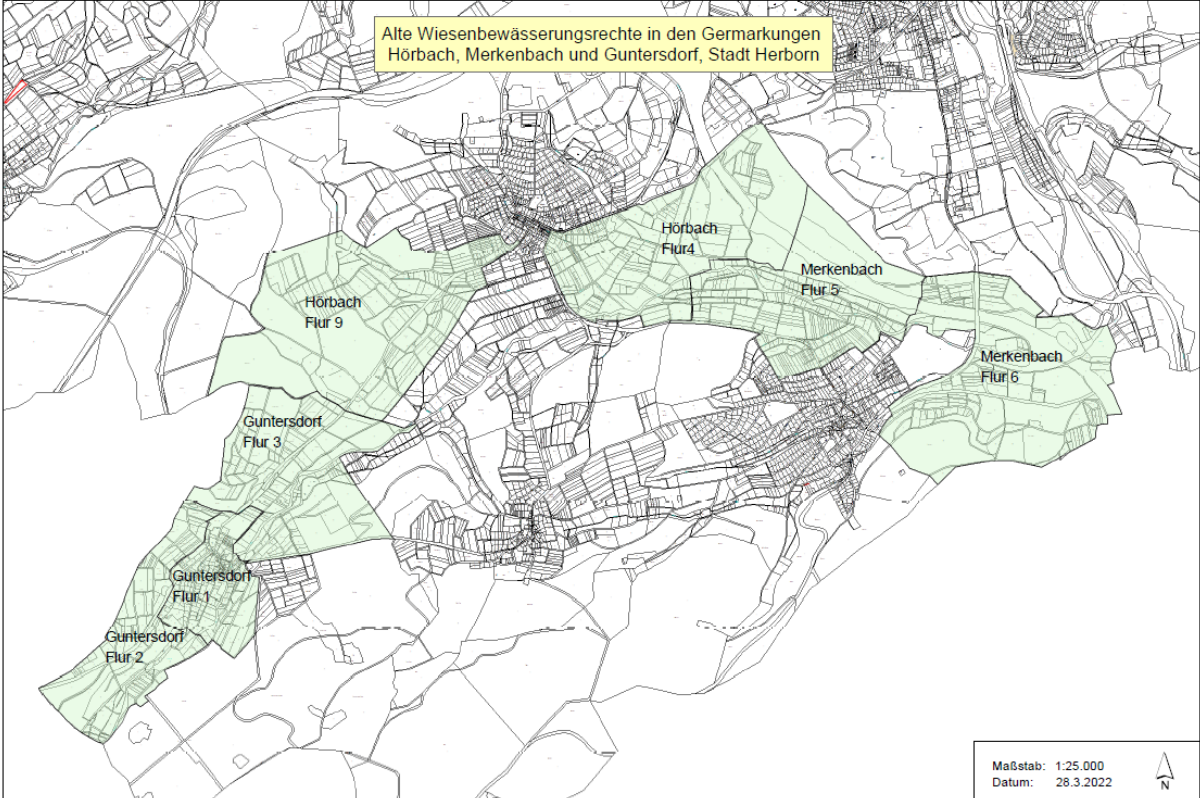 Alte Wiesenbewässerungsrechte in den Germarkungen
Hörbach, Merkenbach und Guntersdorf, Stadt Herborn
Hörbach
Flur4
Merkenbach
Flur 5
Hörbach
Flur 9
Merkenbach
Flur 6
Guntersdorf
Flur 3
Guntersdorf
Flur 1
Guntersdorf
Flur 2
Maßstab: 1:25.000
Datum: 28.3.2022
N